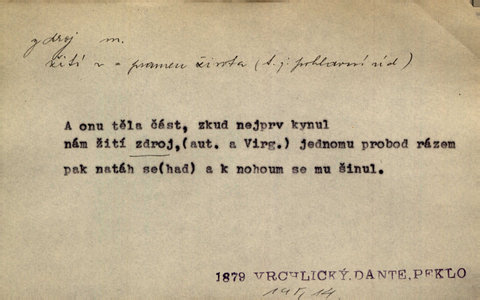 zdroj m.
žití z = pramen života (t.j. pohlavní úd)
A onu těla část, zkud nejprv kynul
nám žití zdroj,(aut. a Virg.) jednomu probod rázem
pak natáh se(had) a k nohoum se mu šinul.
1879 VRCHLICKÝ, DANTE, PEKLO